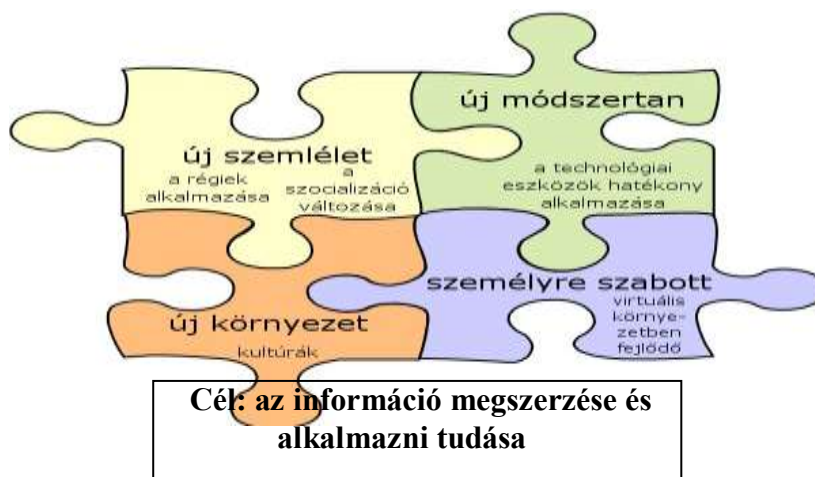 új szemlélet
a régiek
alkalmazása
a
szocializáció
változása
új módszertan
a technológiai
eszközök hatékony
alkalmazása
új környezet
kultúrák
személyre szabott
virtuális
környe-
zetben
fejlődő
Cél: az információ megszerzése és
alkalmazni tudása